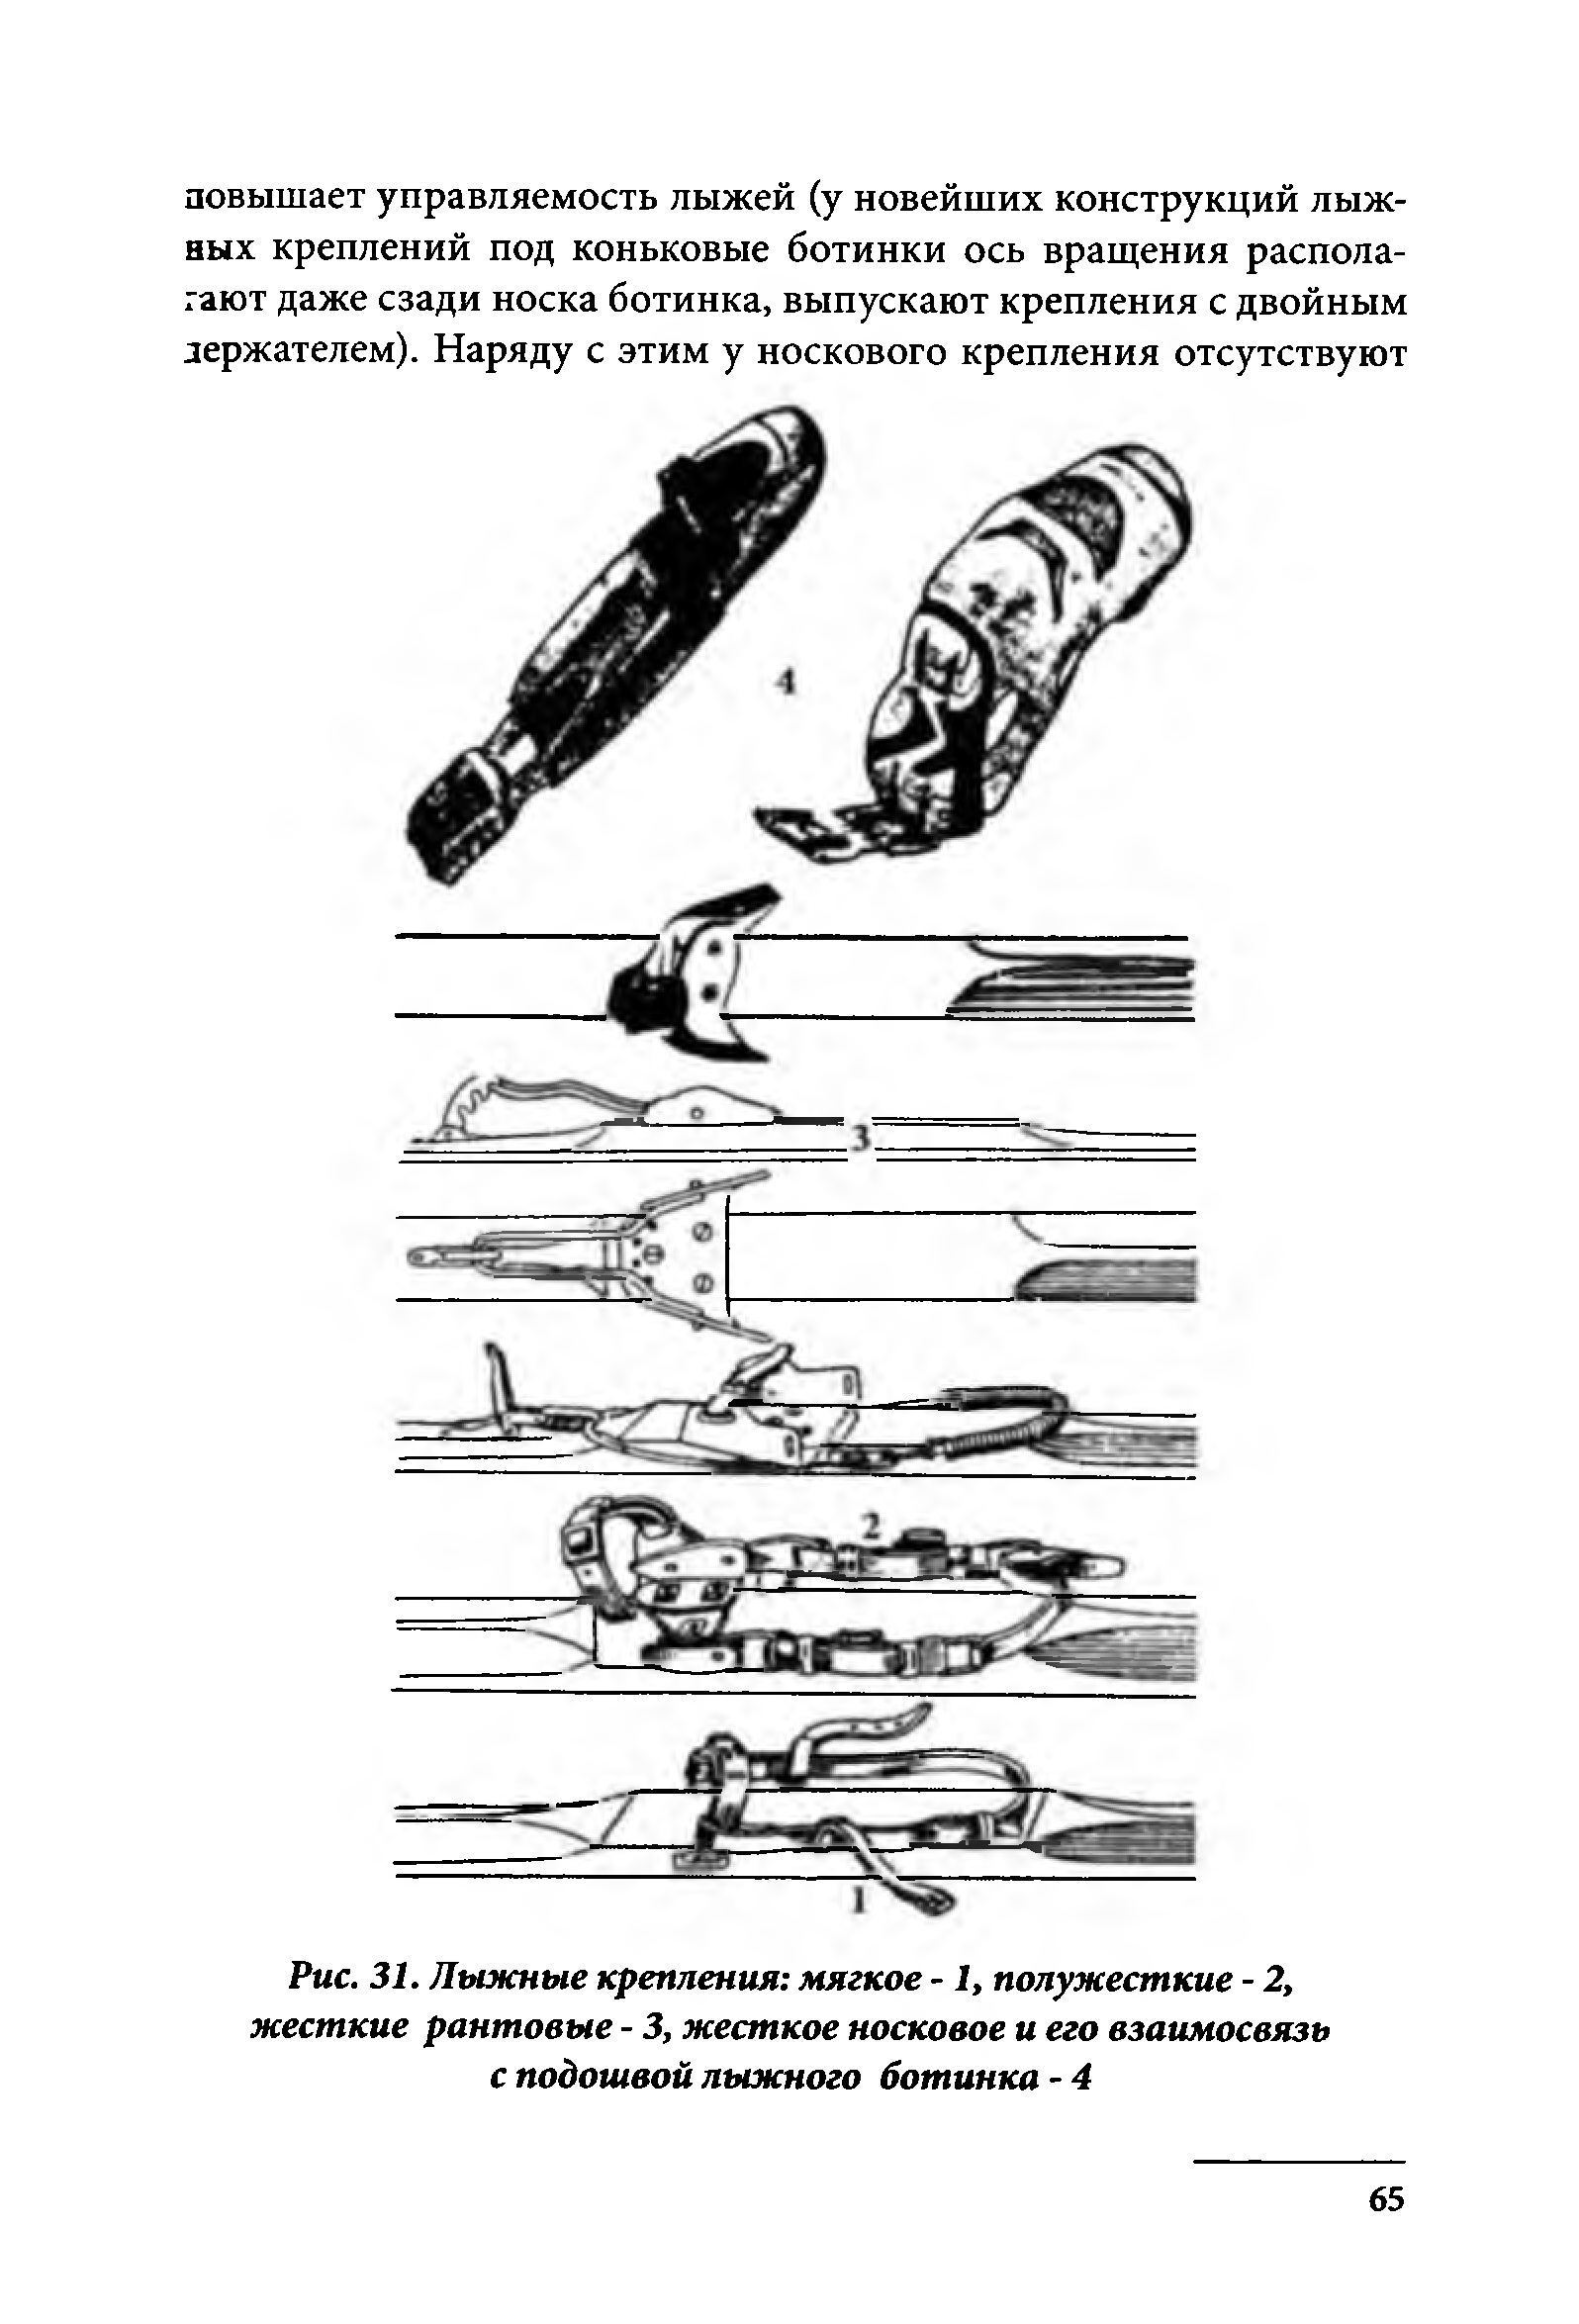 повышает управляемость лыжей (у новейших конструкций лыж-
ных креплений под коньковые ботинки ось вращения распола-
гают даже сзади носка ботинка, выпускают крепления с двойным
держателем). Наряду с этим у носкового крепления отсутствуют
4
3
2
1
Рис. 31. Лыжные крепления: мягкое - 1, полужесткие - 2,
жесткие рантовые - 3, жесткое носковое и его взаимосвязь
с подошвой лыжного ботинка - 4
65